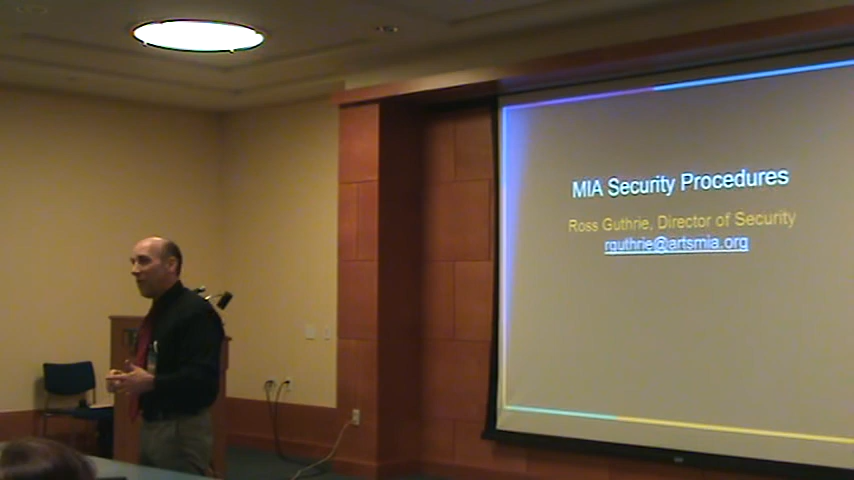 MIA Security Procedures
Ross Guthrie, Director of Security
rguthrie@artsmia.org